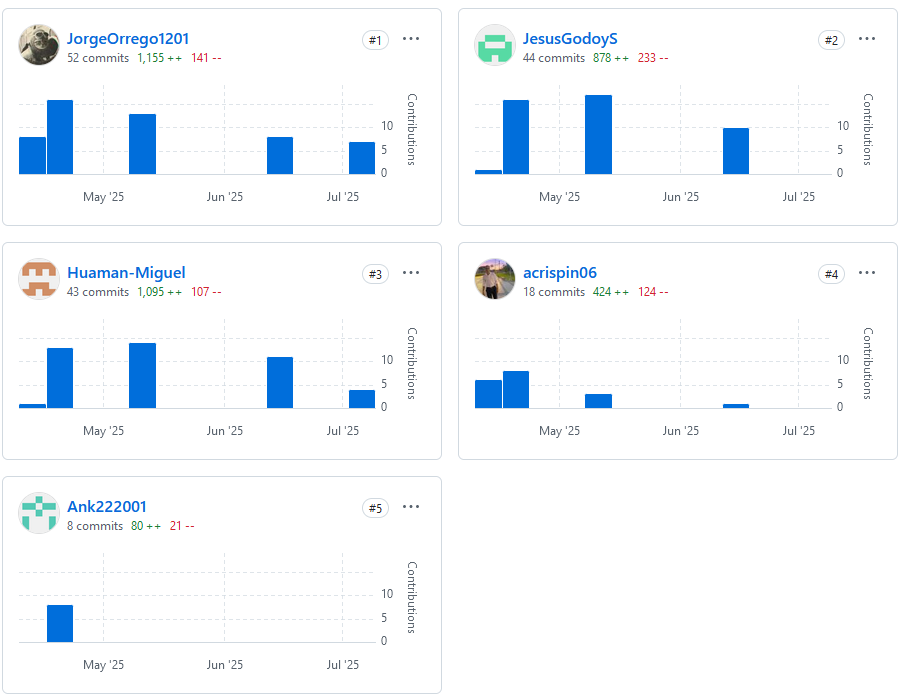 JorgeOrrego1201
#1
...
52 commits 1,155 ++ 141 --
Contributions
10
5
0
May '25 Jun '25 Jul '25
JesusGodoyS
#2
...
44 commits 878 ++ 233 --
Contributions
10
5
0
May '25 Jun '25 Jul '25
Huaman-Miguel
#3
...
43 commits 1,095 ++ 107 --
Contributions
10
5
0
May '25 Jun '25 Jul '25
acrispin06
#4
...
18 commits 424 ++ 124 --
Contributions
10
5
0
May '25 Jun '25 Jul '25
Ank222001
#5
...
8 commits 80 ++ 21 --
Contributions
10
5
0
May '25 Jun '25 Jul '25